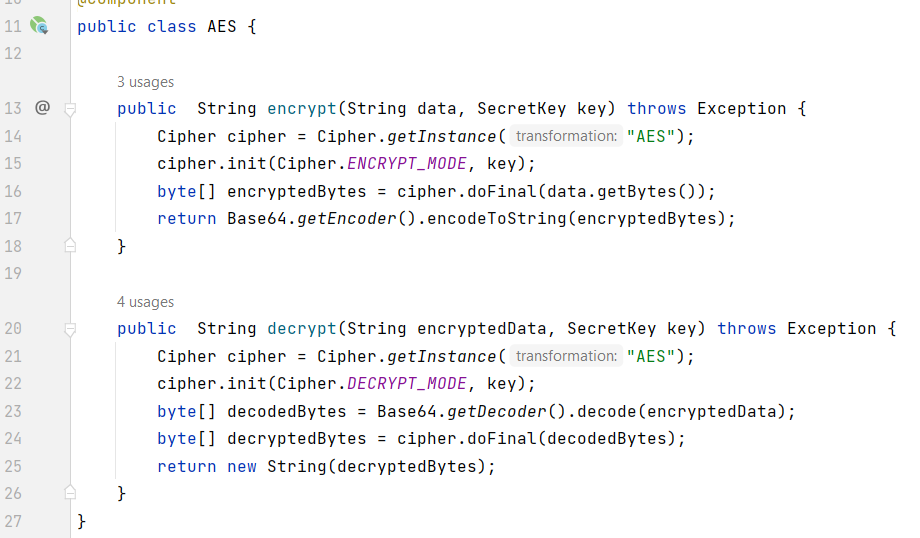 10 @Component
11 public class AES {
12
3 usages
13 @ public  String encrypt(String data, SecretKey key) throws Exception {
14 Cipher cipher = Cipher.getInstance( transformation: "AES");
15 cipher.init(Cipher.ENCRYPT_MODE, key);
16 byte[] encryptedBytes = cipher.doFinal(data.getBytes());
17 return Base64.getEncoder().encodeToString(encryptedBytes);
18 }
19
4 usages
20 public  String decrypt(String encryptedData, SecretKey key) throws Exception {
21 Cipher cipher = Cipher.getInstance( transformation: "AES");
22 cipher.init(Cipher.DECRYPT_MODE, key);
23 byte[] decodedBytes = Base64.getDecoder().decode(encryptedData);
24 byte[] decryptedBytes = cipher.doFinal(decodedBytes);
25 return new String(decryptedBytes);
26 }
27 }